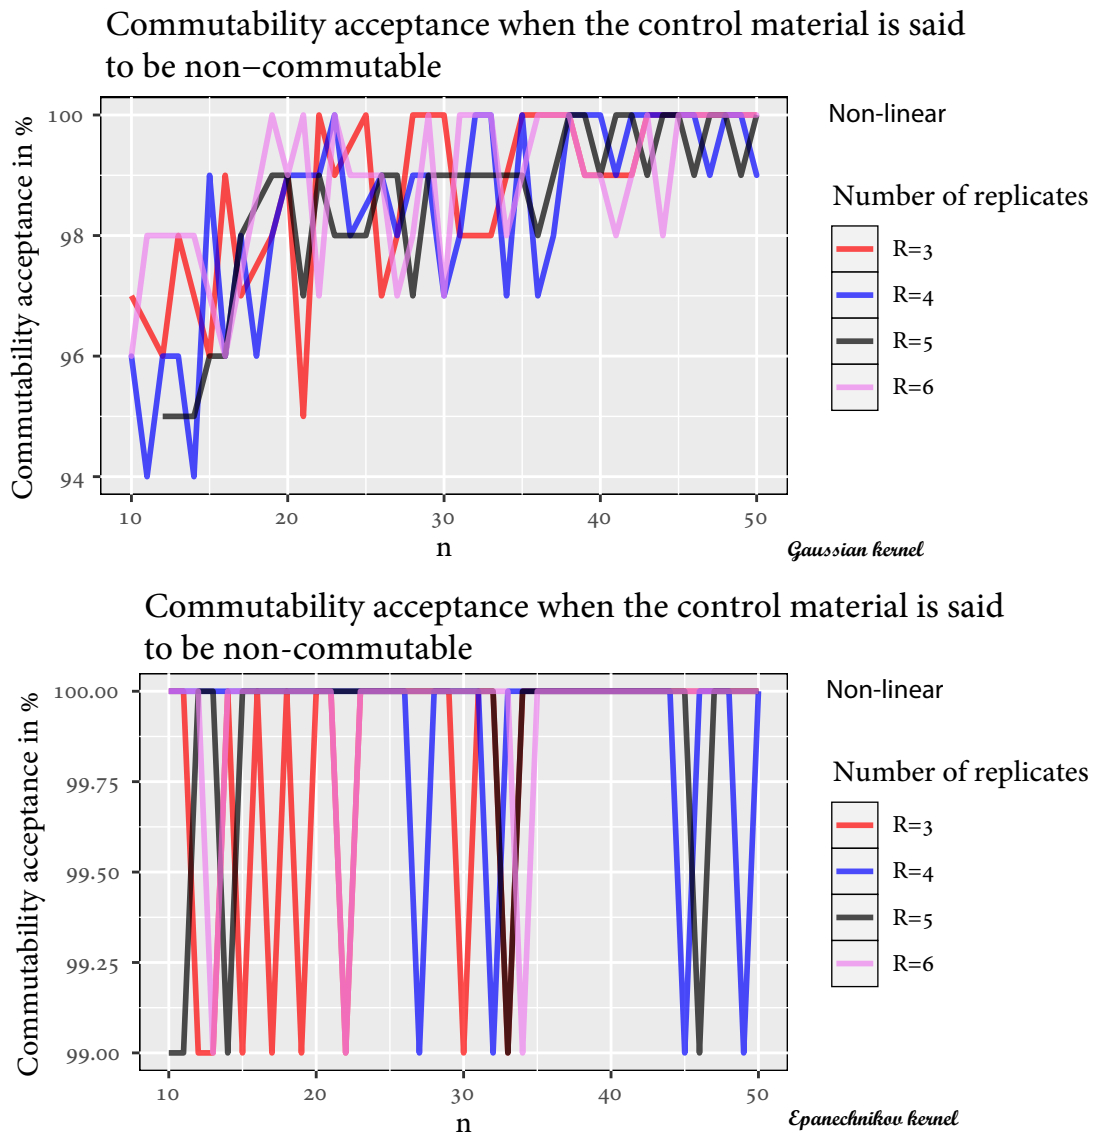 Commutability acceptance when the control material is said
to be non−commutable
Commutability acceptance in %
100
98
96
94
10 20 30 40 50
n
Non-linear
Number of replicates
R=3
R=4
R=5
R=6
Gaussian kernel
Commutability acceptance when the control material is said
to be non-commutable
Commutability acceptance in %
100.00
99.75
99.50
99.25
99.00
10 20 30 40 50
n
Non-linear
Number of replicates
R=3
R=4
R=5
R=6
Epanechnikov kernel